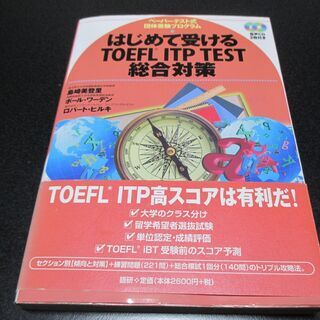 ペーパーテスト式
団体受験プログラム
音声CD
2枚付き
はじめて受ける
TOEFL ITP TEST
総合対策
島崎美登里
ポール・ワーデン
ロバート・ヒルキ
TOEFL® ITP高スコアは有利だ!
大学のクラス分け
留学希望者選抜試験
単位認定・成績評価
TOEFL® iBT 受験前のスコア予測
セクション別[傾向と対策]+練習問題(221問)+総合模試1回分(140問)のトリプル攻略法。
語研◇定価(本体2600円+税)